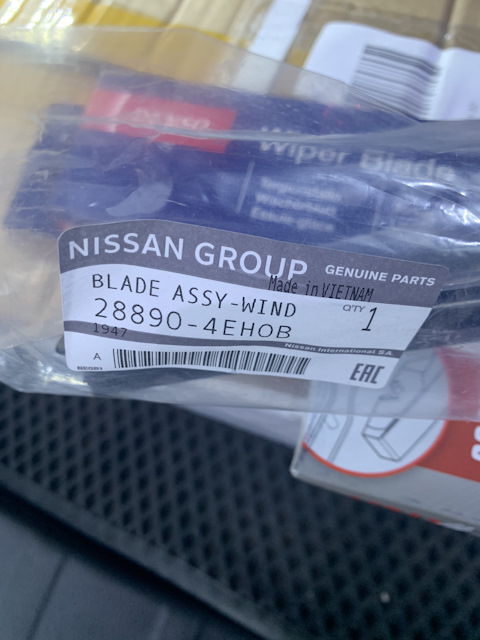 DENSO
Wiper Blade
NISSAN GROUP GENUINE PARTS
Made in VIETNAM
BLADE ASSY-WIND QTY 1
28890-4EH0B
1947
Nissan International SA.
A
EAC